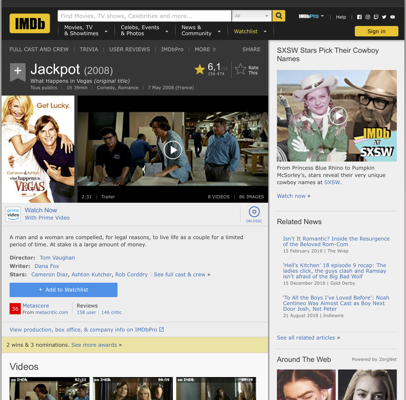 IMDb
Find Movies, TV shows, Celebrities and more...
All
IMDbPro
Help
Movies, TV & Showtimes
Celebs, Events & Photos
News & Community
Watchlist
Sign in
FULL CAST AND CREW | TRIVIA | USER REVIEWS | IMDbPro | MORE
SHARE
Jackpot (2008)
What Happens in Vegas (original title)
Tous publics | 1h 39min | Comedy, Romance | 7 May 2008 (France)
6,1
Rate This
Get lucky.
what happens in
VEGAS
2:31 | Trailer
8 VIDEOS | 86 IMAGES
prime video
Watch Now
With Prime Video
ON DISC
A man and a woman are compelled, for legal reasons, to live life as a couple for a limited
period of time. At stake is a large amount of money.
Director: Tom Vaughan
Writer: Dana Fox
Stars: Cameron Diaz, Ashton Kutcher, Rob Corddry | See full cast & crew »
+ Add to Watchlist
36
Metascore
From metacritic.com
Reviews
158 user | 146 critic
View production, box office, & company info on IMDbPro
2 wins & 3 nominations. See more awards »
Videos
SXSW Stars Pick Their Cowboy
Names
IMDb
AT
SXSW
From Princess Blue Rhino to Pumpkin
McSorley's, stars reveal their very unique
cowboy names at SXSW.
Watch now »
Related News
Isn't It Romantic? Inside the Resurgence
of the Beloved Rom-Com
15 February 2019 | The Wrap
'Hell's Kitchen' 18 episode 9 recap: The
ladies click, the guys clash and Ramsay
isn't afraid of the Big Bad Wolf
15 December 2018 | Gold Derby
'To All the Boys I've Loved Before': Noah
Centineo Was Almost Cast as Boy Next
Door Josh, Not Peter
21 August 2018 | Indiewire
See all related articles »
Around The Web
Powered by ZergNet